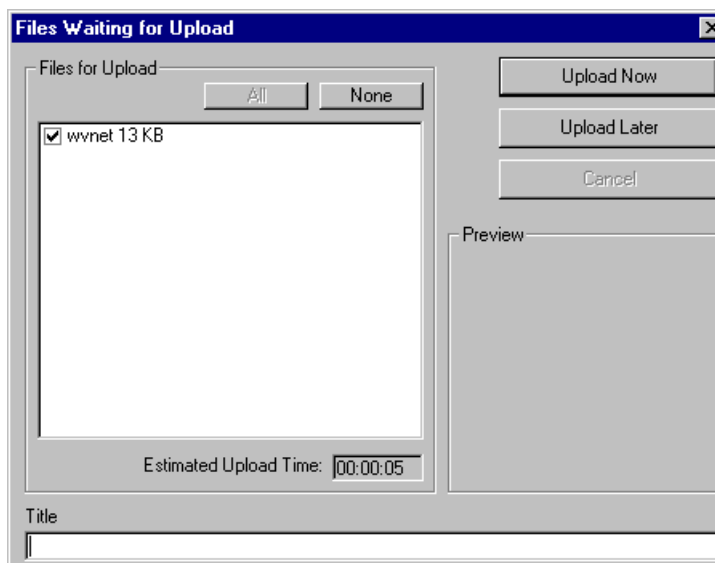 Files Waiting for Upload
Files for Upload
All
None
wvnet 13 KB
Estimated Upload Time: 00:00:05
Upload Now
Upload Later
Cancel
Preview
Title